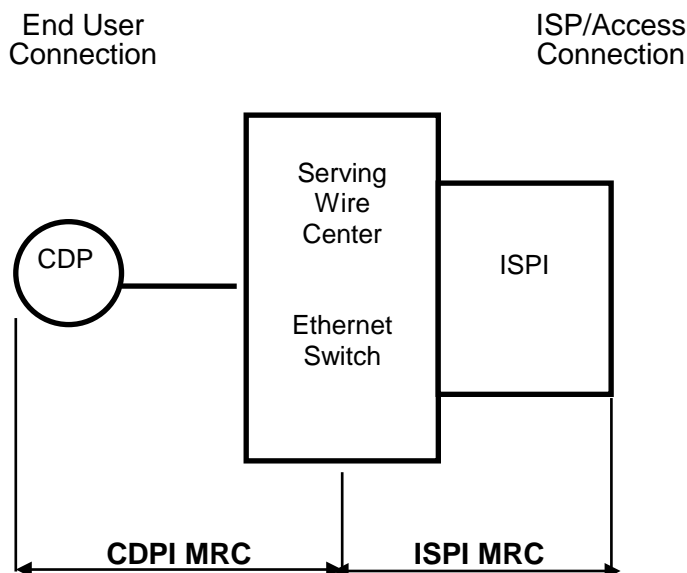 End User
Connection
ISP/Access
Connection
Serving
Wire
Center
Ethernet
Switch
CDP
ISPI
CDPI MRC
ISPI MRC